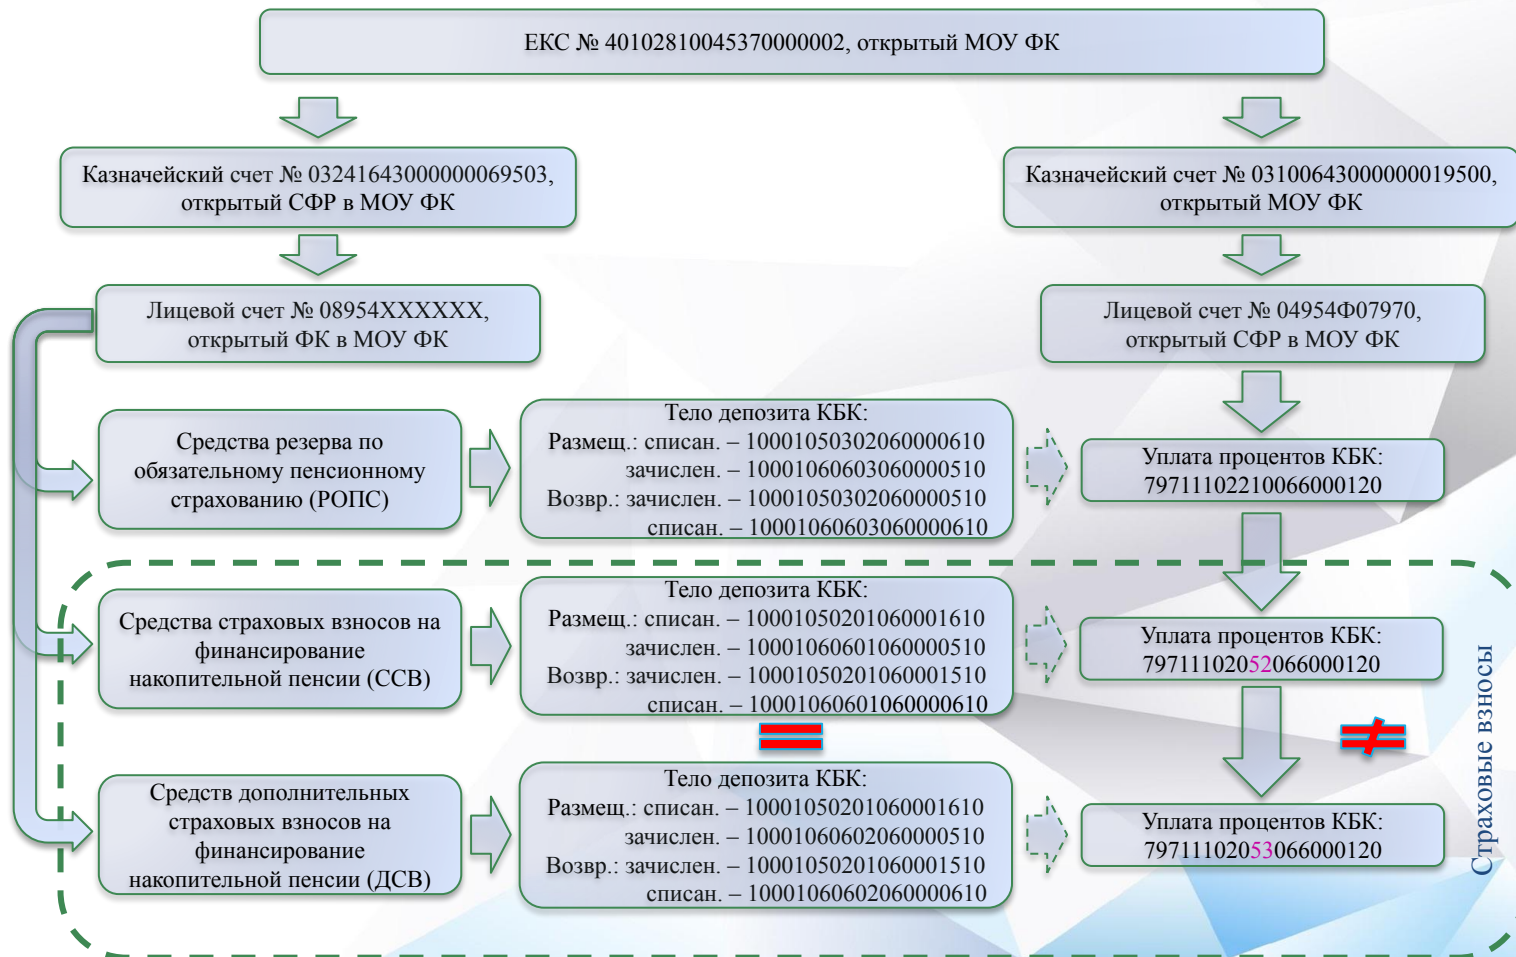 ЕКС № 40102810045370000002, открытый МОУ ФК
Казначейский счет № 03241643000000069503,
открытый СФР в МОУ ФК
Казначейский счет № 03100643000000019500,
открытый МОУ ФК
Лицевой счет № 08954XXXXXX,
открытый ФК в МОУ ФК
Лицевой счет № 04954Ф07970,
открытый СФР в МОУ ФК
Средства резерва по
обязательному пенсионному
страхованию (РОПС)
Тело депозита КБК:
Размещ.: списан. – 10001050302060000610
зачислен. – 10001060603060000510
Возвр.: зачислен. – 10001050302060000510
списан. – 10001060603060000610
Уплата процентов КБК:
79711102210066000120
Средства страховых взносов на
финансирование
накопительной пенсии (ССВ)
Тело депозита КБК:
Размещ.: списан. – 10001050201060001610
зачислен. – 10001060601060000510
Возвр.: зачислен. – 10001050201060001510
списан. – 10001060601060000610
Уплата процентов КБК:
79711102052066000120
=
≠
Страховые взносы
Средств дополнительных
страховых взносов на
финансирование
накопительной пенсии (ДСВ)
Тело депозита КБК:
Размещ.: списан. – 10001050201060001610
зачислен. – 10001060602060000510
Возвр.: зачислен. – 10001050201060001510
списан. – 10001060602060000610
Уплата процентов КБК:
79711102053066000120